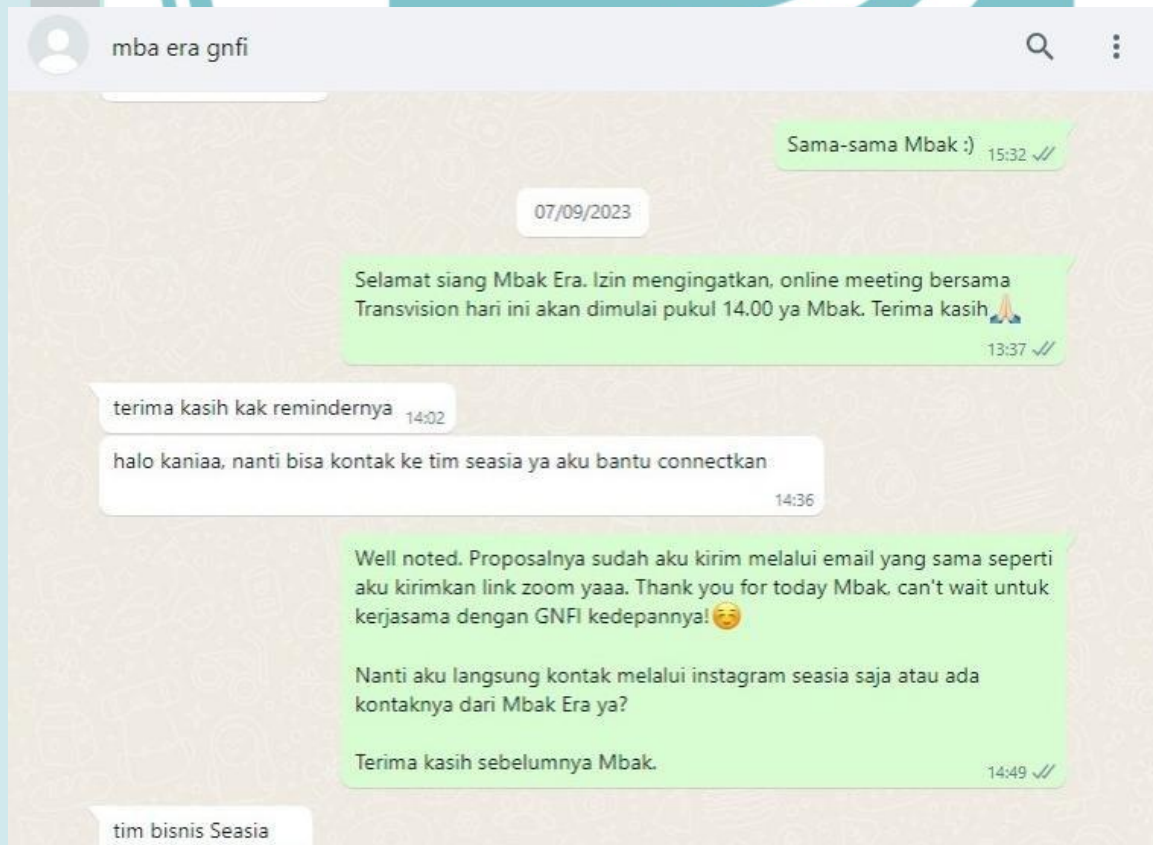 mba era gnfi
Sama-sama Mbak :) 15:32
07/09/2023
Selamat siang Mbak Era. Izin mengingatkan, online meeting bersama
Transvision hari ini akan dimulai pukul 14.00 ya Mbak. Terima kasih🙏🏻
13:37
terima kasih kak remindernya 14:02
halo kaniaa, nanti bisa kontak ke tim seasia ya aku bantu connectkan
14:36
Well noted. Proposalnya sudah aku kirim melalui email yang sama seperti
aku kirimkan link zoom yaaa. Thank you for today Mbak, can't wait untuk
kerjasama dengan GNFI kedepannya!☺️
Nanti aku langsung kontak melalui instagram seasia saja atau ada
kontaknya dari Mbak Era ya?
Terima kasih sebelumnya Mbak.
14:49
tim bisnis Seasia